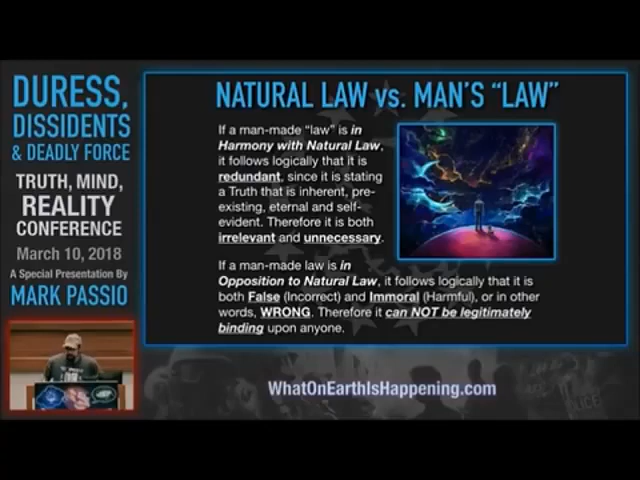 DURESS,
DISSIDENTS
& DEADLY FORCE
TRUTH, MIND,
REALITY
CONFERENCE
March 10, 2018
A Special Presentation By
MARK PASSIO
NATURAL LAW vs. MAN'S “LAW”
If a man-made “law” is in
Harmony with Natural Law,
it follows logically that it is
redundant, since it is stating
a Truth that is inherent, pre-
existing, eternal and self-
evident. Therefore it is both
irrelevant and unnecessary.
If a man-made law is in
Opposition to Natural Law, it follows logically that it is
both False (Incorrect) and Immoral (Harmful), or in other
words, WRONG. Therefore it can NOT be legitimately
binding upon anyone.
WhatOnEarthIsHappening.com